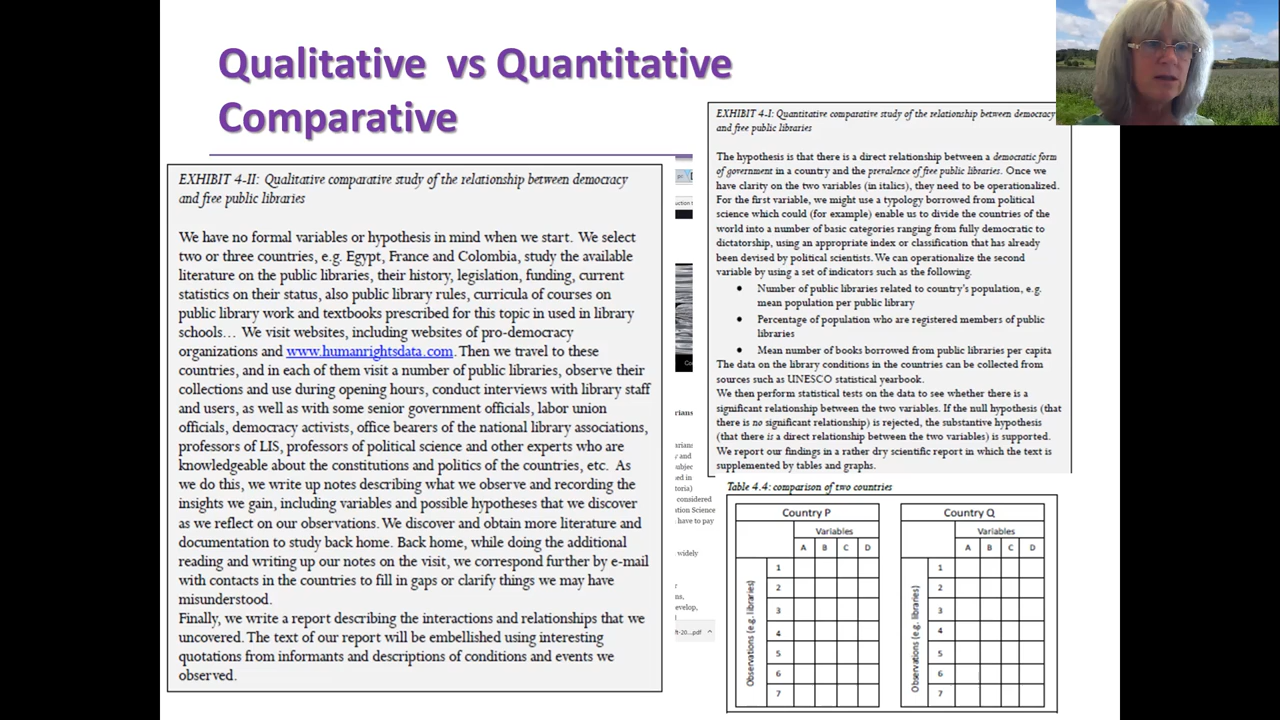 Qualitative vs Quantitative
Comparative
EXHIBIT 4-II: Qualitative comparative study of the relationship between democracy
and free public libraries
We have no formal variables or hypothesis in mind when we start. We select
two or three countries, e.g. Egypt, France and Colombia, study the available
literature on the public libraries, their history, legislation, funding, current
statistics on their status, also public library rules, curricula of courses on
public library work and textbooks prescribed for this topic in used in library
schools... We visit websites, including websites of pro-democracy
organizations and www.humanrightsdata.com. Then we travel to these
countries, and in each of them visit a number of public libraries, observe their
collections and use during opening hours, conduct interviews with library staff
and users, as well as with some senior government officials, labor union
officials, democracy activists, office bearers of the national library associations,
professors of LIS, professors of political science and other experts who are
knowledgeable about the constitutions and politics of the countries, etc. As
we do this, we write up notes describing what we observe and recording the
insights we gain, including variables and possible hypotheses that we discover
as we reflect on our observations. We discover and obtain more literature and
documentation to study back home. Back home, while doing the additional
reading and writing up our notes on the visit, we correspond further by e-mail
with contacts in the countries to fill in gaps or clarify things we may have
misunderstood.
Finally, we write a report describing the interactions and relationships that we
uncovered. The text of our report will be embellished using interesting
quotations from informants and descriptions of conditions and events we
observed.
EXHIBIT 4-I: Quantitative comparative study of the relationship between democracy
and free public libraries
The hypothesis is that there is a direct relationship between a democratic form
of government in a country and the prevalence of free public libraries. Once we
have clarity on the two variables (in italics), they need to be operationalized.
For the first variable, we might use a typology borrowed from political
science which could (for example) enable us to divide the countries of the
world into a number of basic categories ranging from fully democratic to
dictatorship, using an appropriate index or classification that has already
been devised by political scientists. We can operationalize the second
variable by using a set of indicators such as the following.
• Number of public libraries related to country's population, e.g.
mean population per public library
• Percentage of population who are registered members of public
libraries
• Mean number of books borrowed from public libraries per capita
The data on the library conditions in the countries can be collected from
sources such as UNESCO statistical yearbook.
We then perform statistical tests on the data to see whether there is a
significant relationship between the two variables. If the null hypothesis (that
there is no significant relationship) is rejected, the substantive hypothesis
(that there is a direct relationship between the two variables) is supported.
We report our findings in a rather dry scientific report in which the text is
supplemented by tables and graphs.
considered
have to pay
widely
Table 4.4: comparison of two countries
Country P
Variables
A B C D
Observations (e.g. libraries)
1
2
3
4
5
6
7
Country Q
Variables
A B C D
Observations (e.g. libraries)
1
2
3
4
5
6
7